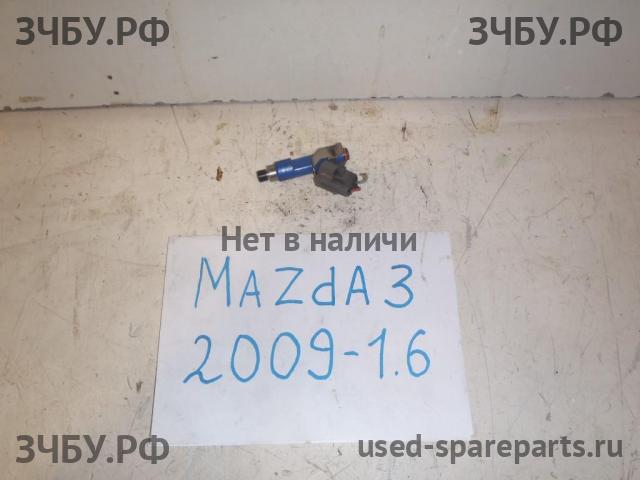 ЗЧБУ.РФ ЗЧБУ.РФ
Нет в наличи
MAZdA 3
2009-1.6
ЗЧБУ.РФ used-spareparts.ru